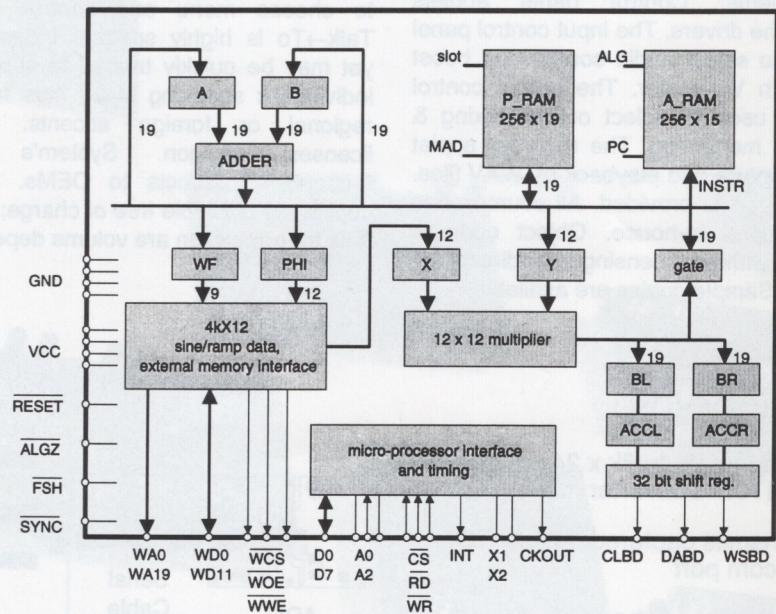 slot
ALG
P_RAM
256 x 19
A_RAM
256 x 15
A
B
19
19
19
19
MAD
PC
ADDER
INSTR
19
12
12
19
WF
PHI
X
Y
gate
GND
9
12
4kX12
sine/ramp data,
external memory interface
12 x 12 multiplier
VCC
19
19
BL
BR
RESET
ACCL
ACCR
ALGZ
micro-processor interface
and timing
32 bit shift reg.
FSH
SYNC
WA0 WD0 WCS D0 A0 CS INT X1 CKOUT CLBD DABD WSBD
WA19 WD11 WOE D7 A2 RD X2
WWE WR